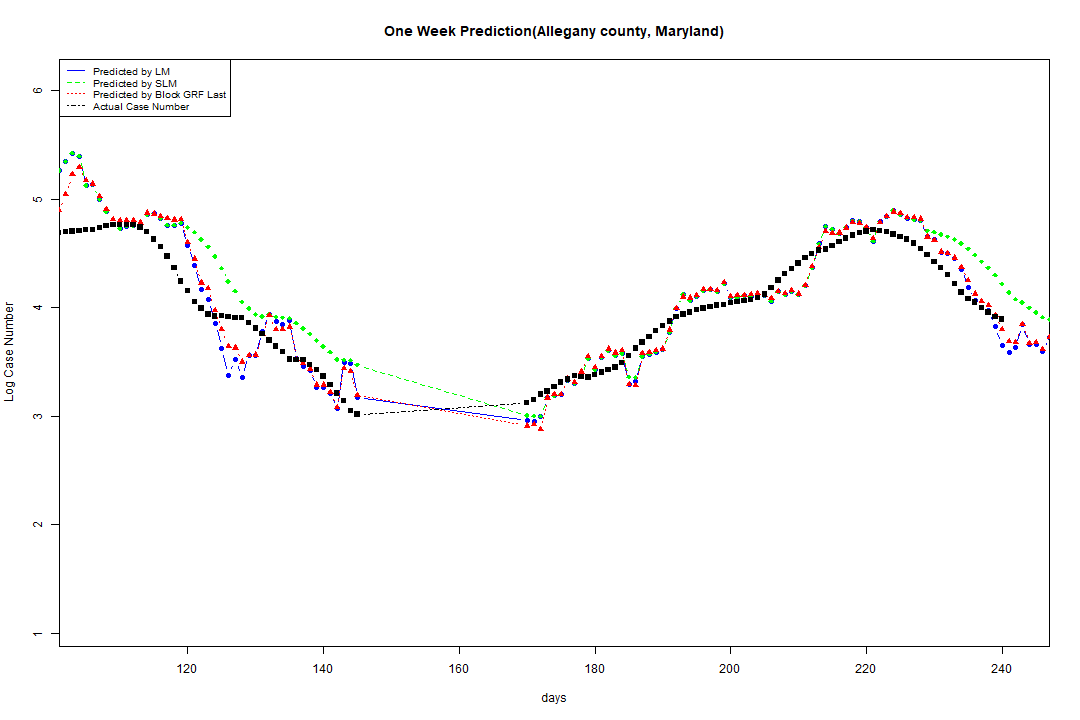 One Week Prediction(Allegany county, Maryland)
Predicted by LM
Predicted by SLM
Predicted by Block GRF Last
Actual Case Number
6
5
4
3
2
1
Log Case Number
120 140 160 180 200 220 240
days